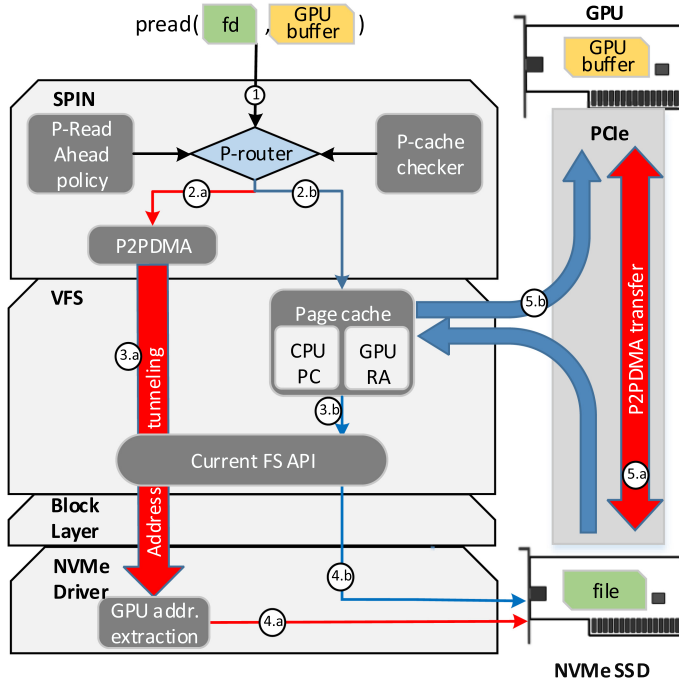 pread( fd , GPU buffer )
GPU
GPU
buffer
SPIN
1
P-Read
Ahead
policy
P-router
P-cache
checker
PCIe
2.a
2.b
P2PDMA
VFS
Page cache
CPU
PC
GPU
RA
5.b
3.a
3.b
Address tunneling
P2PDMA transfer
Current FS API
5.a
Block
Layer
NVMe
Driver
4.b
GPU addr.
extraction
4.a
file
NVMe SSD